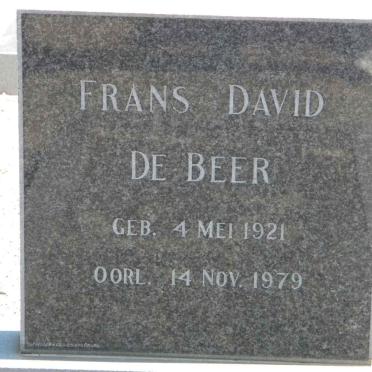 FRANS DAVID
DE BEER
GEB. 4 MEI 1921
OORL. 14 NOV. 1979